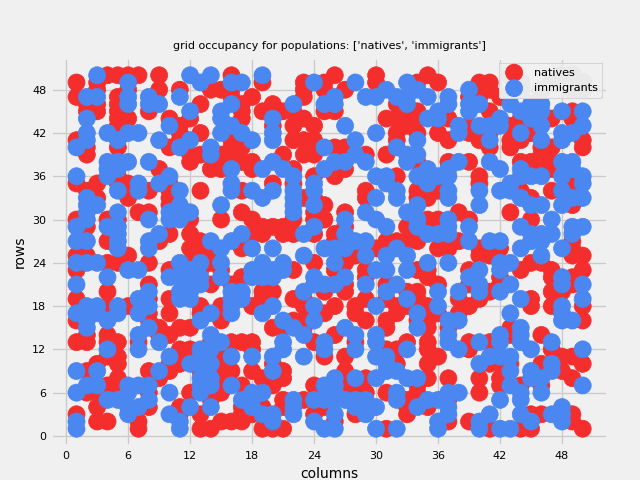 grid occupancy for populations: ['natives', 'immigrants']
natives
immigrants
48
42
36
30
24
18
12
6
0
rows
0 6 12 18 24 30 36 42 48
columns